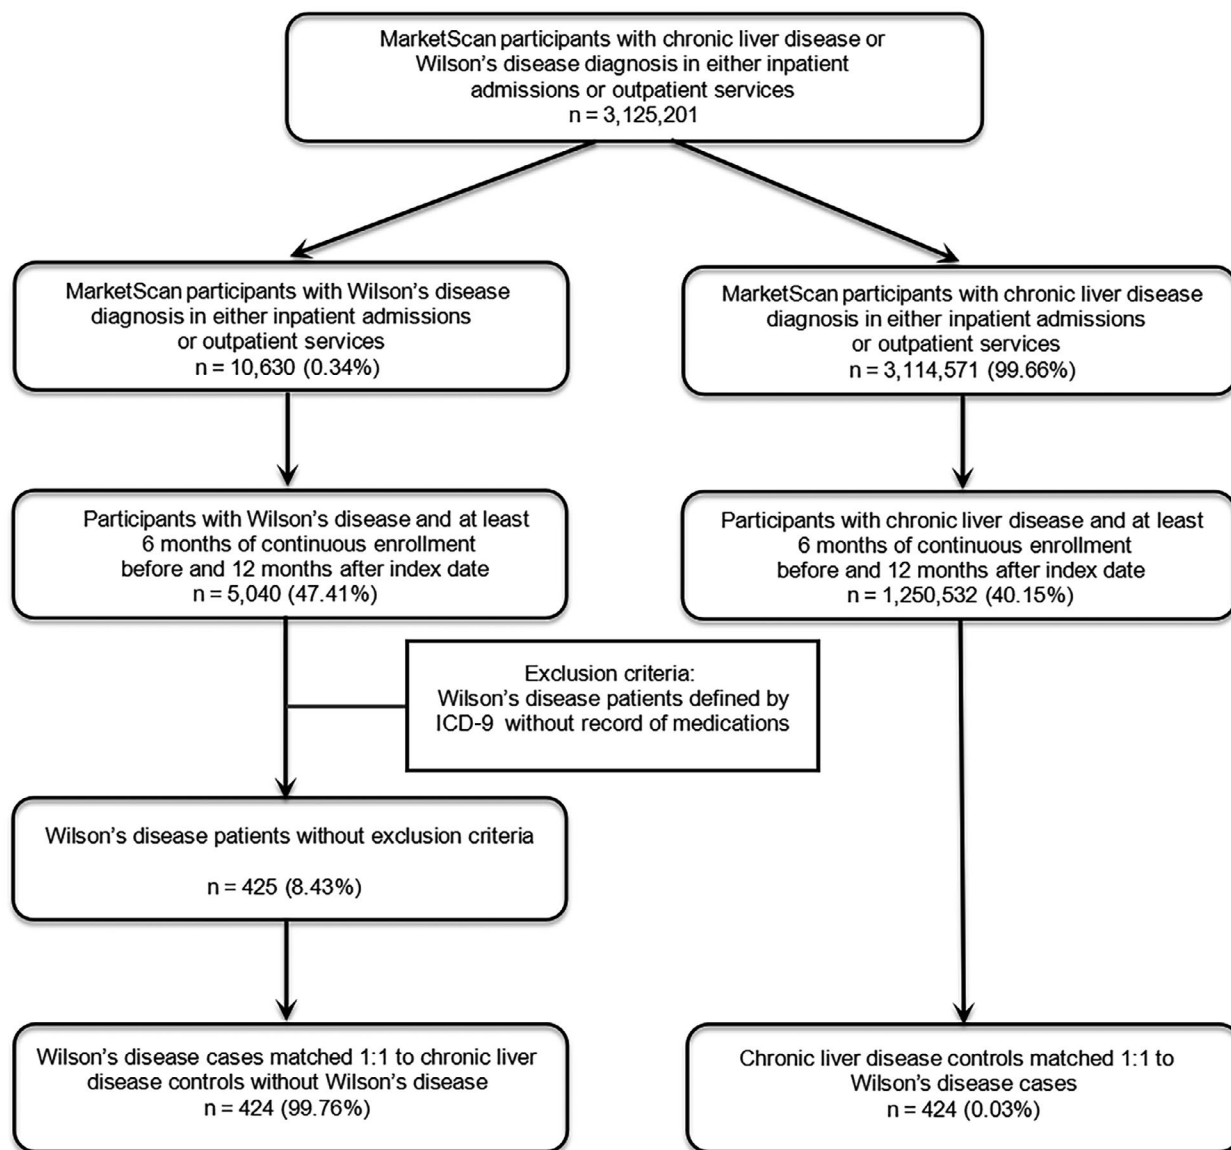 MarketScan participants with chronic liver disease or
Wilson's disease diagnosis in either inpatient
admissions or outpatient services
n = 3,125,201
MarketScan participants with Wilson's disease
diagnosis in either inpatient admissions
or outpatient services
n = 10,630 (0.34%)
MarketScan participants with chronic liver disease
diagnosis in either inpatient admissions
or outpatient services
n = 3,114,571 (99.66%)
Participants with Wilson's disease and at least
6 months of continuous enrollment
before and 12 months after index date
n = 5,040 (47.41%)
Participants with chronic liver disease and at least
6 months of continuous enrollment
before and 12 months after index date
n = 1,250,532 (40.15%)
Exclusion criteria:
Wilson's disease patients defined by
ICD-9 without record of medications
Wilson's disease patients without exclusion criteria
n = 425 (8.43%)
Wilson's disease cases matched 1:1 to chronic liver
disease controls without Wilson's disease
n = 424 (99.76%)
Chronic liver disease controls matched 1:1 to
Wilson's disease cases
n = 424 (0.03%)